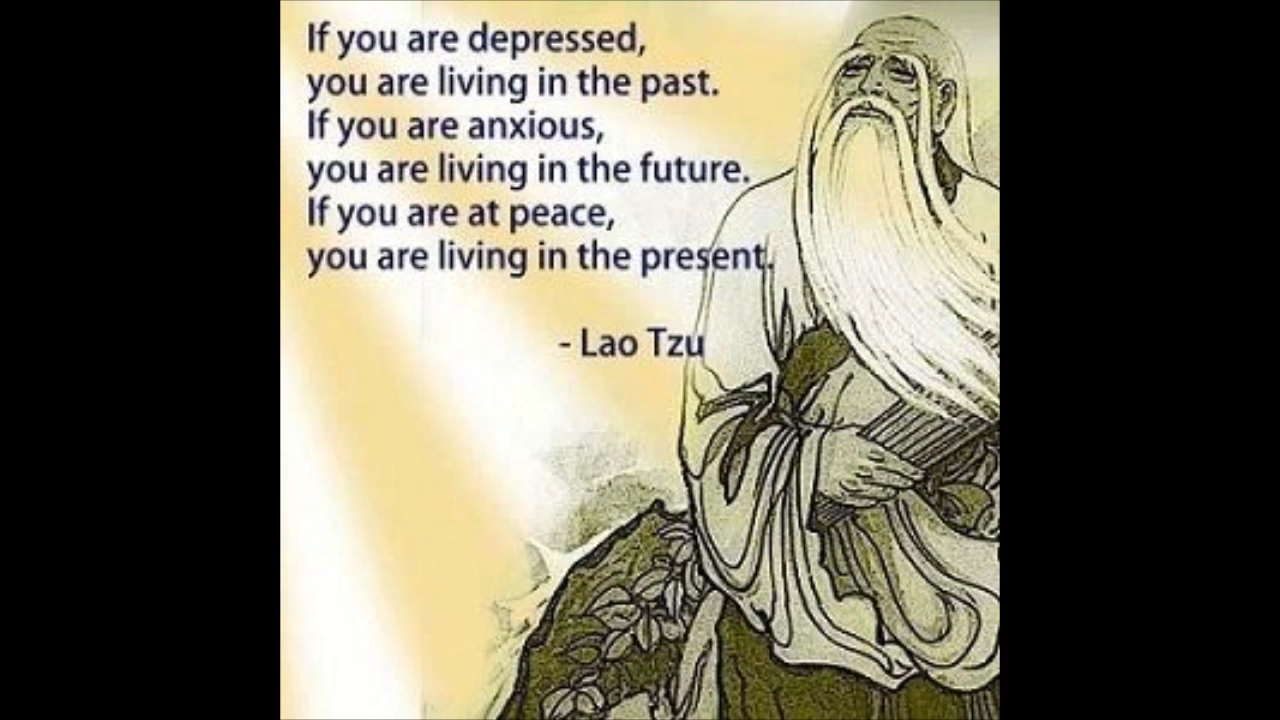 If you are depressed,
you are living in the past.
If you are anxious,
you are living in the future.
If you are at peace,
you are living in the present.
- Lao Tzu